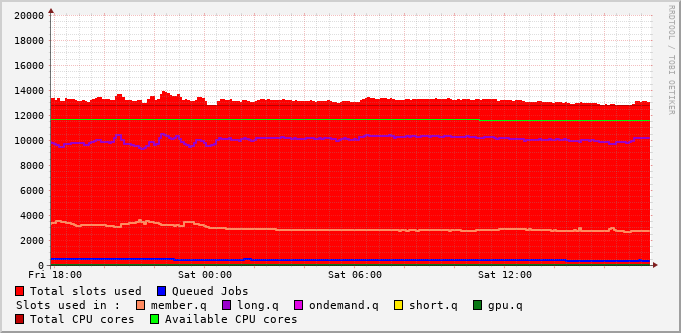 RRDTOOL / TOBI OETIKER
20000
18000
16000
14000
12000
10000
8000
6000
4000
2000
0
Fri 18:00 Sat 00:00 Sat 06:00 Sat 12:00
Total slots used Queued Jobs
Slots used in : member.q long.q ondemand.q short.q gpu.q
Total CPU cores Available CPU cores